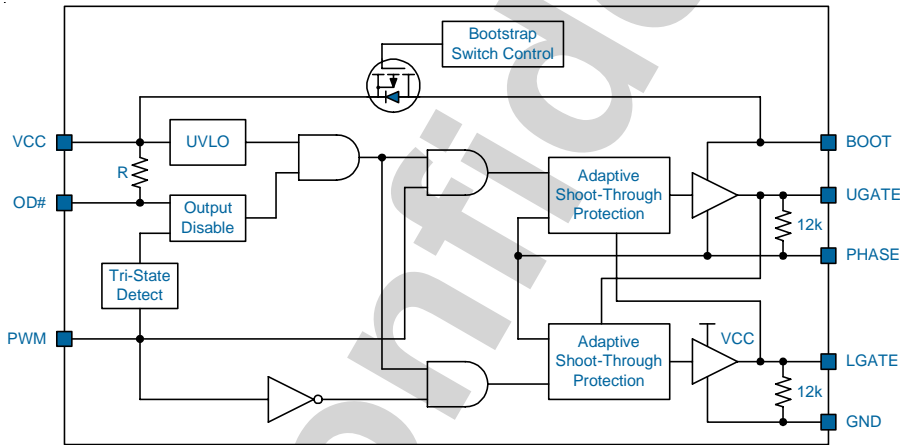 Bootstrap
Switch Control
VCC
UVLO
BOOT
R
Adaptive
Shoot-Through
Protection
OD#
Output
Disable
UGATE
12k
PHASE
Tri-State
Detect
PWM
Adaptive
Shoot-Through
Protection
VCC
LGATE
12k
GND